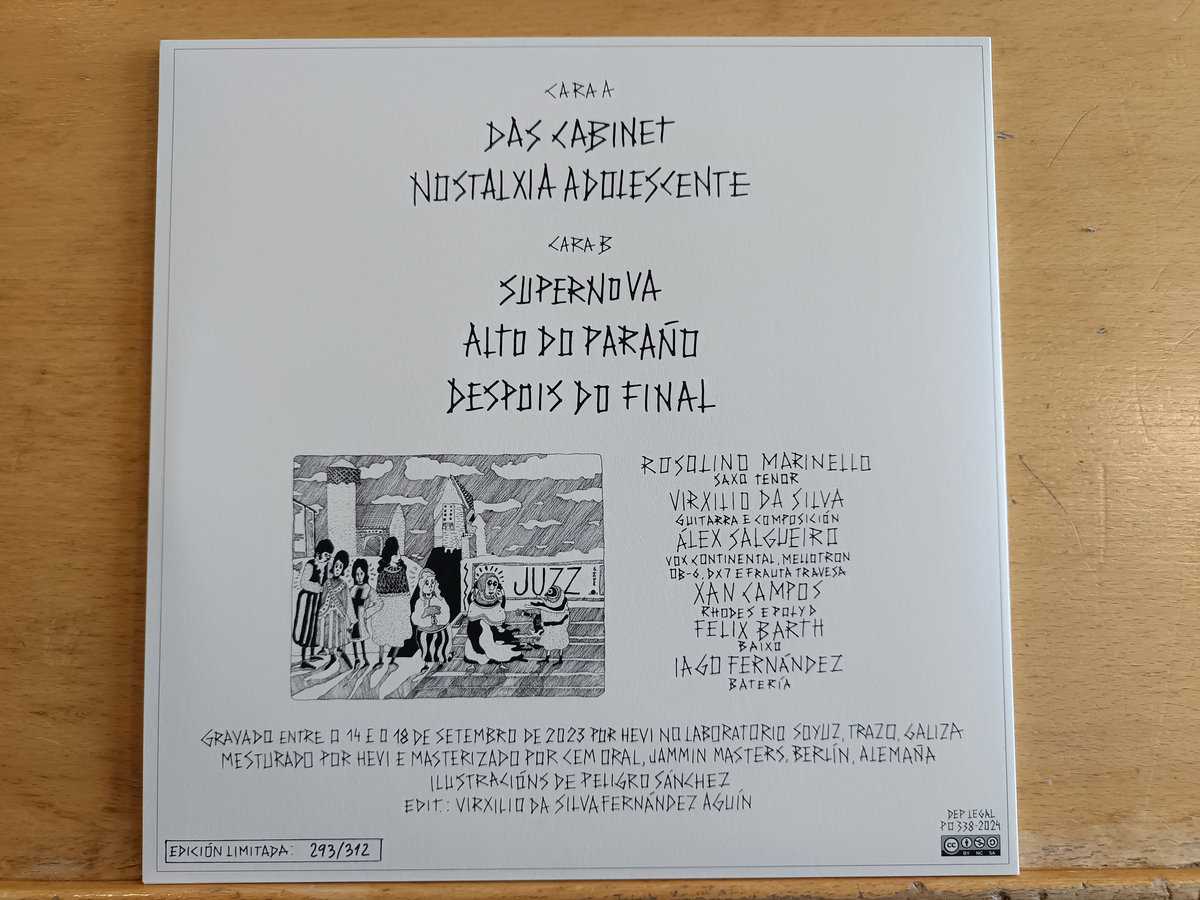 CARA A
DAS CABINET
NOSTALXIA ADOLESCENTE
CARA B
SUPERNOVA
ALTO DO PARAÑO
DESPOIS DO FINAL
JUZZ
ROSOLINO MARINELLO
SAXO TENOR
VIRXILIO DA SILVA
GUITARRA E COMPOSICIÓN
ÁLEX SALGUEIRO
VOX CONTINENTAL, MELLOTRON
OB-6, DX7 E FRAUTA TRAVESA
XAN CAMPOS
RHODES E POLY D
FELIX BARTH
BAIXO
IAGO FERNÁNDEZ
BATERÍA
GRAVADO ENTRE O 14 E O 18 DE SETEMBRO DE 2023 POR HEVI NO LABORATORIO SOYUZ, TRAZO, GALIZA
MESTURADO POR HEVI E MASTERIZADO POR CEM ORAL, JAMMIN MASTERS, BERLÍN, ALEMAÑA
ILUSTRACIÓNS DE PELIGRO SÁNCHEZ
EDIT.: VIRXILIO DA SILVA FERNÁNDEZ AGUÍN
DEP LEGAL
PO 338-2024
CC BY NC SA
EDICIÓN LIMITADA: 293/312